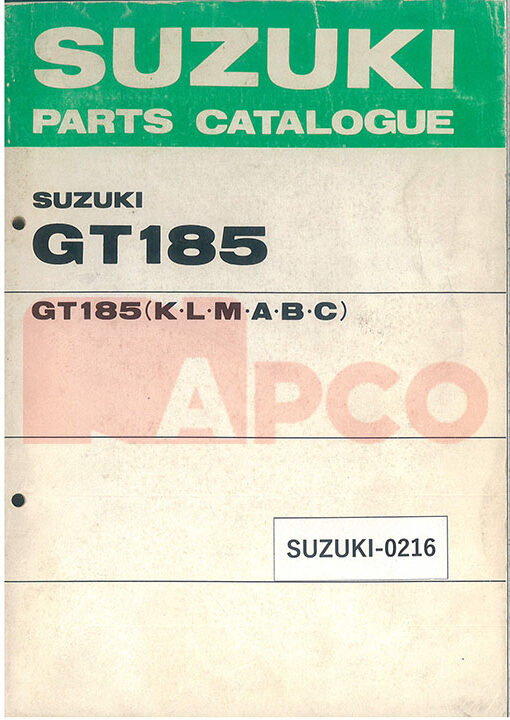 SUZUKI
PARTS CATALOGUE
SUZUKI
GT185
GT185(K·L·M·A·B·C)
APCO
SUZUKI-0216